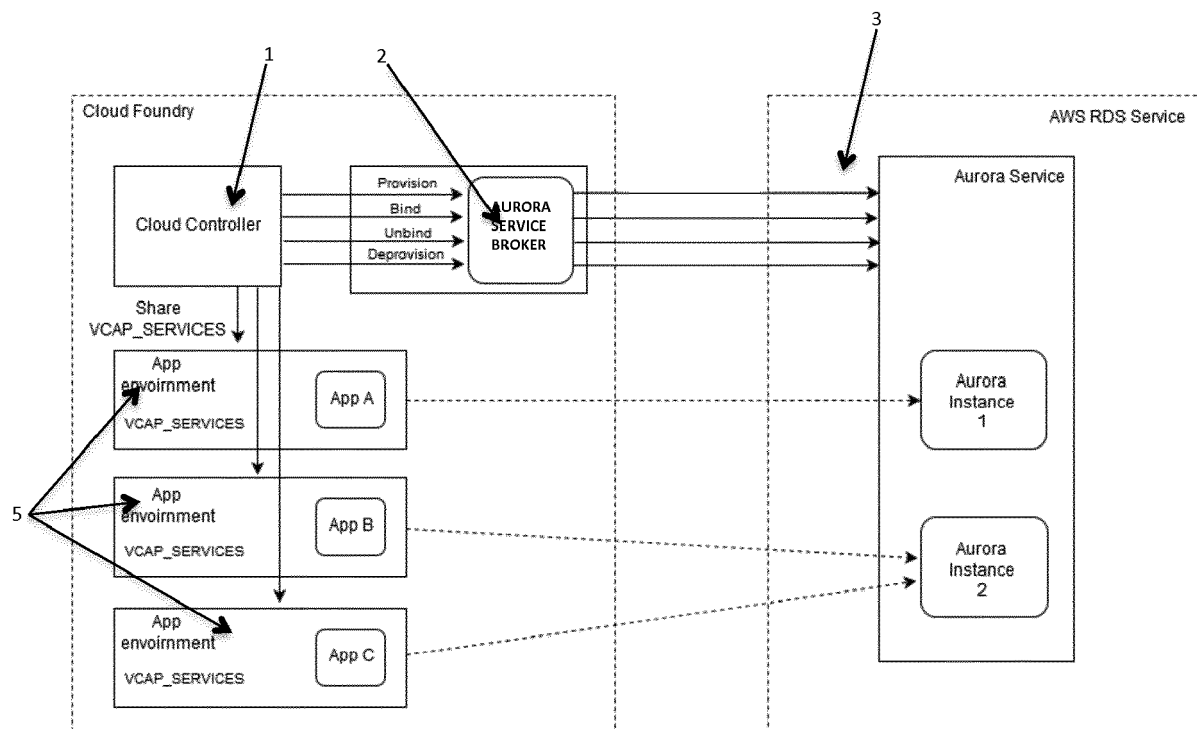 1
2
3
Cloud Foundry
AWS RDS Service
Cloud Controller
Provision
Bind
Unbind
Deprovision
AURORA
SERVICE
BROKER
Aurora Service
Share
VCAP_SERVICES
App
envoirnment
VCAP_SERVICES
App A
Aurora
Instance
1
5
App
envoirnment
VCAP_SERVICES
App B
Aurora
Instance
2
App
envoirnment
VCAP_SERVICES
App C